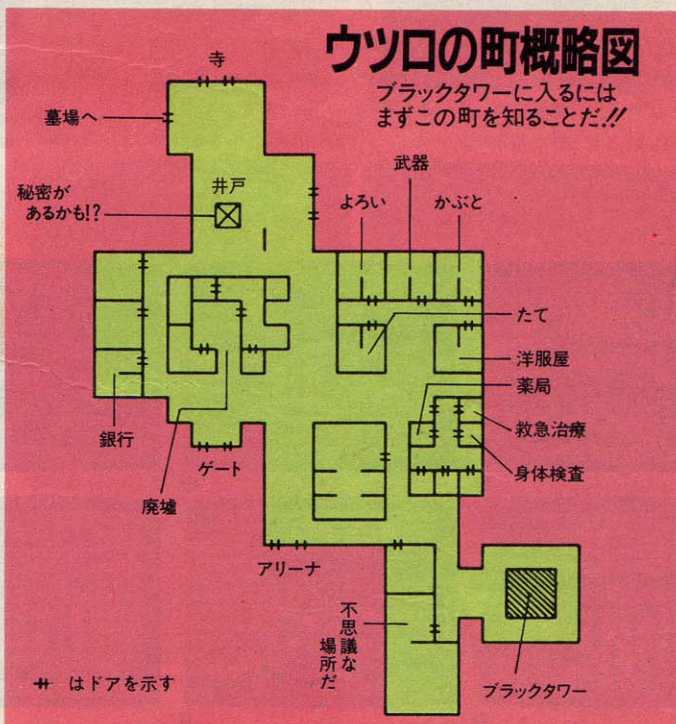 ウツロの町概略図
ブラックタワーに入るには
まずこの町を知ることだ!!
寺
墓場へ
井戸
秘密が
あるかも!?
武器
よろい
かぶと
たて
洋服屋
薬局
救急治療
身体検査
銀行
ゲート
廃墟
アリーナ
不思議な
場所だ
ブラックタワー
はドアを示す